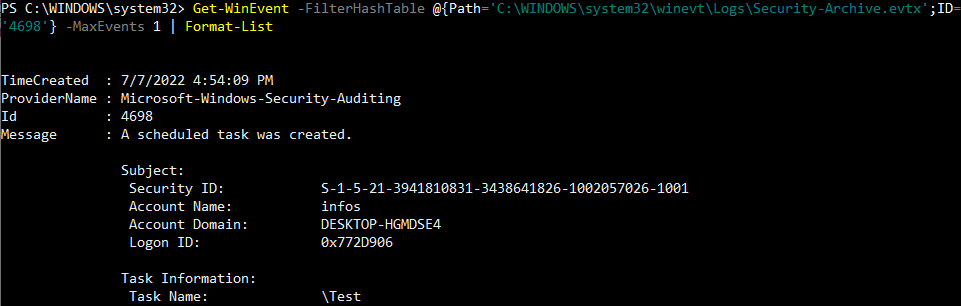 PS C:\WINDOWS\system32> Get-WinEvent -FilterHashTable @{Path='C:\WINDOWS\system32\winevt\Logs\Security-Archive.evtx';ID=
'4698'} -MaxEvents 1 | Format-List
TimeCreated  : 7/7/2022 4:54:09 PM
ProviderName : Microsoft-Windows-Security-Auditing
Id           : 4698
Message      : A scheduled task was created.
Subject:
Security ID: S-1-5-21-3941810831-3438641826-1002057026-1001
Account Name: infos
Account Domain: DESKTOP-HGMDSE4
Logon ID: 0x772D906
Task Information:
Task Name: \Test